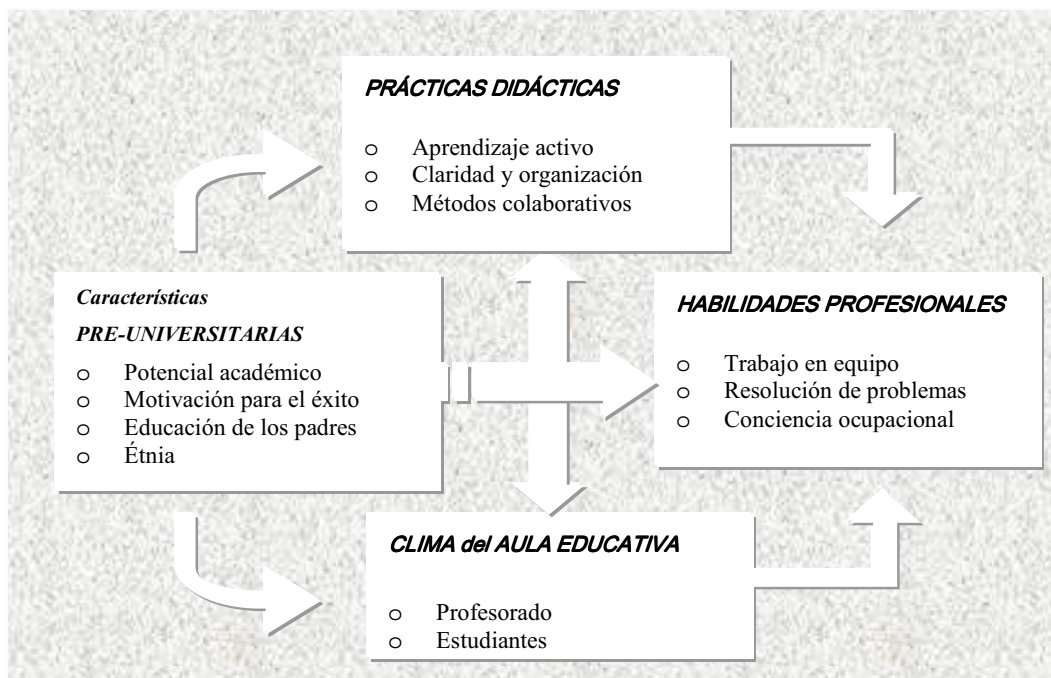 PRÁCTICAS DIDÁCTICAS
o Aprendizaje activo
o Claridad y organización
o Métodos colaborativos
Características
PRE-UNIVERSITARIAS
o Potencial académico
o Motivación para el éxito
o Educación de los padres
o Étnia
HABILIDADES PROFESIONALES
o Trabajo en equipo
o Resolución de problemas
o Conciencia ocupacional
CLIMA del AULA EDUCATIVA
o Profesorado
o Estudiantes